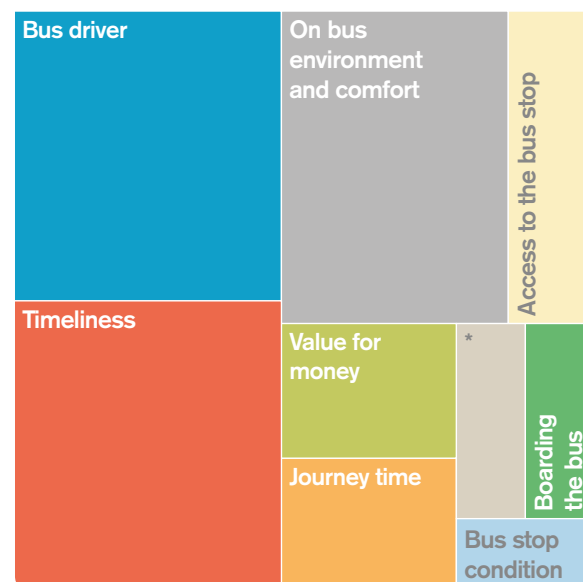 Bus driver
On bus
environment
and comfort
Access to the bus stop
Timeliness
Value for
money
*
Boarding
the bus
Journey time
Bus stop
condition